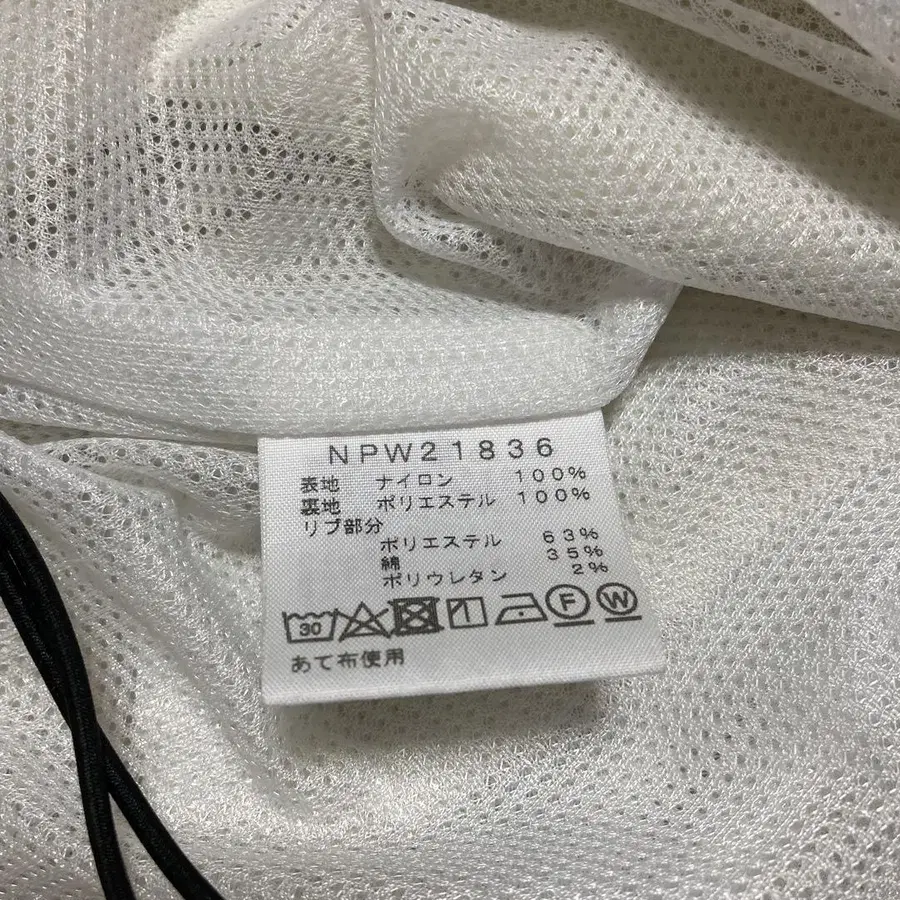 NPW21836
表地 ナイロン 100%
裏地 ポリエステル 100%
リブ部分
ポリエステル 63%
綿 35%
ポリウレタン 2%
30 F W
あて布使用